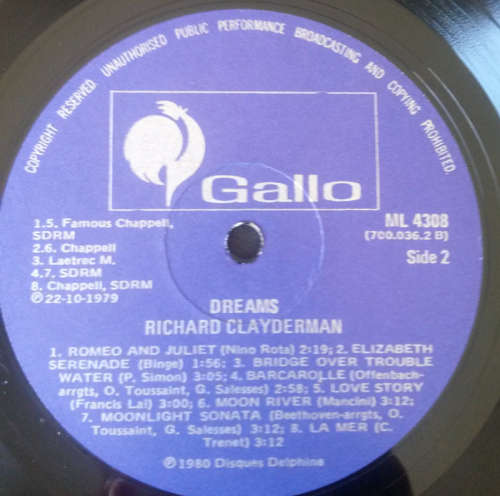 COPYRIGHT RESERVED. UNAUTHORISED PUBLIC PERFORMANCE BROADCASTING AND COPYING PROHIBITED.
Gallo
1.5. Famous Chappell,
SDRM
2.6. Chappell
3. Laetrec M.
4.7. SDRM
8. Chappell, SDRM
℗22-10-1979
ML 4308
(700.036.2 B)
Side 2
DREAMS
RICHARD CLAYDERMAN
1. ROMEO AND JULIET (Nino Rota) 2:19; 2. ELIZABETH
SERENADE (Binge) 1:56; 3. BRIDGE OVER TROUBLE
WATER (P. Simon) 3:05; 4. BARCAROLLE (Offenbach-
arrgts, O. Toussaint, G. Salesses) 2:58; 5. LOVE STORY
(Francis Lai) 3:00; 6. MOON RIVER (Mancini) 3:12;
7. MOONLIGHT SONATA (Beethoven-arrgts, O.
Toussaint, G. Salesses) 3:12; 8. LA MER (C.
Trenet) 3:12
℗1980 Disques Delphine